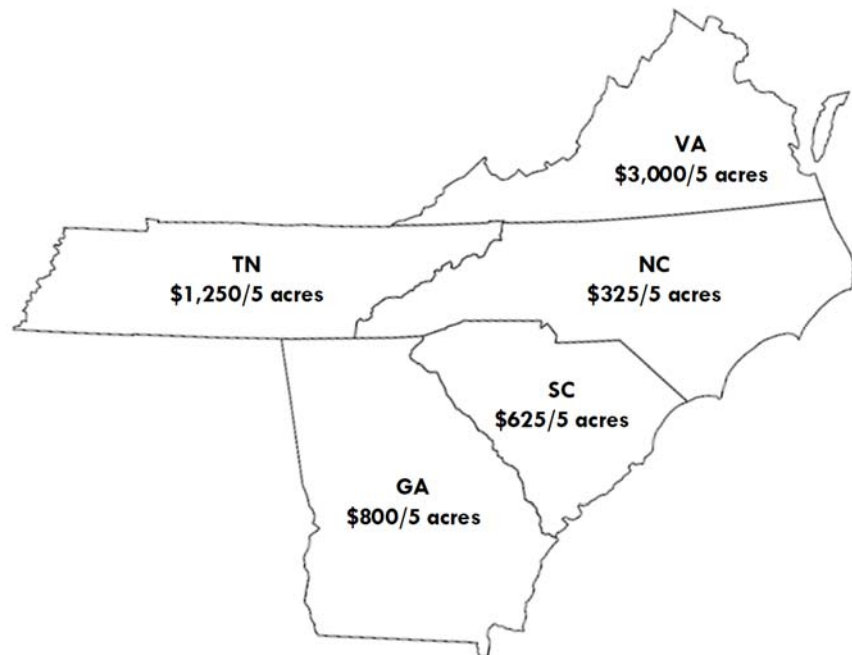 VA
$3,000/5 acres
TN
$1,250/5 acres
NC
$325/5 acres
SC
$625/5 acres
GA
$800/5 acres